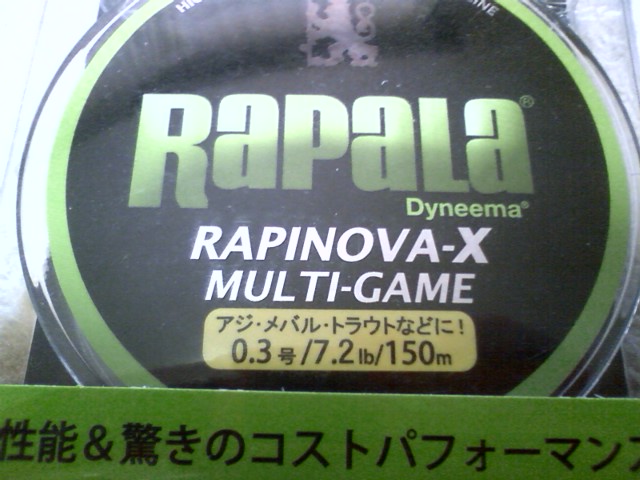 Rapala®
Dyneema®
RAPINOVA-X
MULTI-GAME
アジ・メバル・トラウトなどに!
0.3号/7.2lb/150m
性能&驚きのコストパフォーマンス